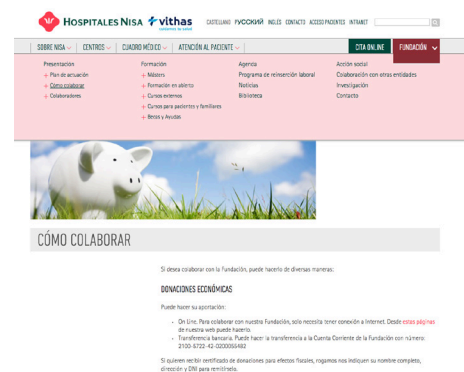 HOSPITALES NISA vithas CASTELLANO РУССКИЙ INGLÉS CONTACTO ACCESO PACIENTES INTRANET
SOBRE NISA CENTROS CUADRO MÉDICO ATENCIÓN AL PACIENTE CITA ONLINE FUNDACIÓN
Presentación Formación Agenda Acción social
+ Plan de actuación + Másters Programa de reinserción laboral Colaboración con otras entidades
+ Cómo colaborar + Formación en abierto Noticias Investigación
+ Colaboradores + Cursos externos Biblioteca Contacto
+ Cursos para pacientes y familiares
+ Becas y Ayudas
CÓMO COLABORAR
Si desea colaborar con la Fundación, puede hacerlo de diversas maneras:
DONACIONES ECONÓMICAS
Puede hacer su aportación:
• On Line. Para colaborar con nuestra Fundación, solo necesita tener conexión a Internet. Desde estas páginas
de nuestra web puede hacerlo.
• Transferencia bancaria. Puede hacer la transferencia a la Cuenta Corriente de la Fundación con número:
2100-5722-42-0200055482
Si quieren recibir certificado de donaciones para efectos fiscales, rogamos nos indiquen su nombre completo,
dirección y DNI para remitírselo.